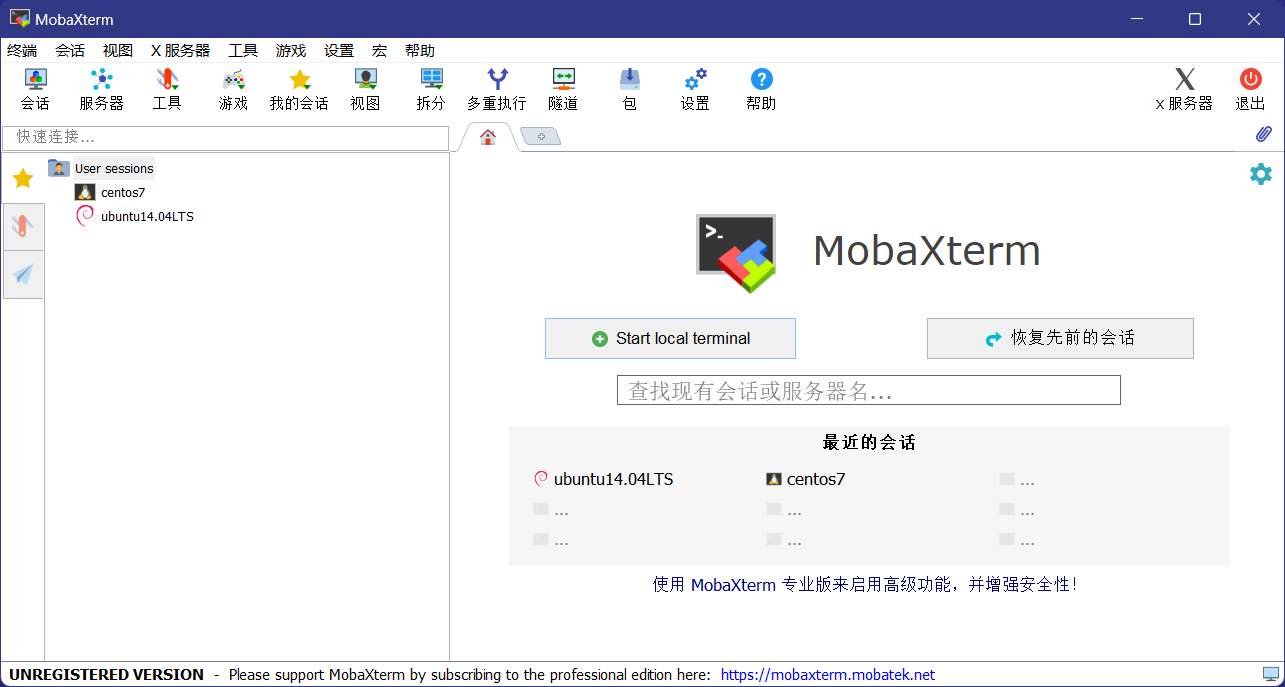 MobaXterm
终端 会话 视图 X 服务器 工具 游戏 设置 宏 帮助
会话 服务器 工具 游戏 我的会话 视图 拆分 多重执行 隧道 包 设置 帮助 X 服务器 退出
快速连接...
User sessions
centos7
ubuntu14.04LTS
>_
MobaXterm
Start local terminal 恢复先前的会话
查找现有会话或服务器名...
最近的会话
ubuntu14.04LTS centos7 ...
... ... ...
... ... ...
使用 MobaXterm 专业版来启用高级功能，并增强安全性!
UNREGISTERED VERSION - Please support MobaXterm by subscribing to the professional edition here: https://mobaxterm.mobatek.net